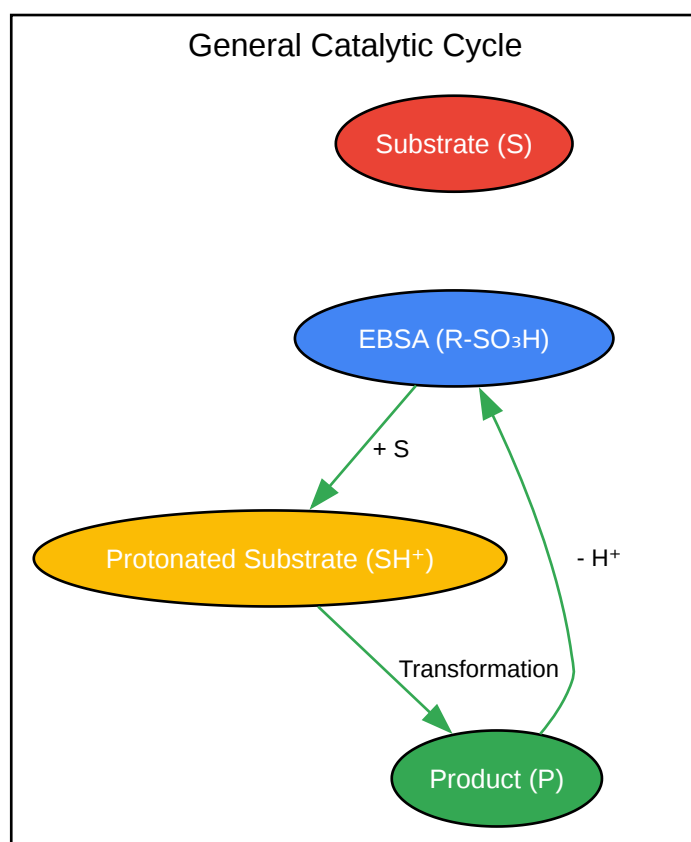 General Catalytic Cycle
Substrate (S)
EBSA (R-SO₃H)
+ S
Protonated Substrate (SH⁺)
- H⁺
Transformation
Product (P)